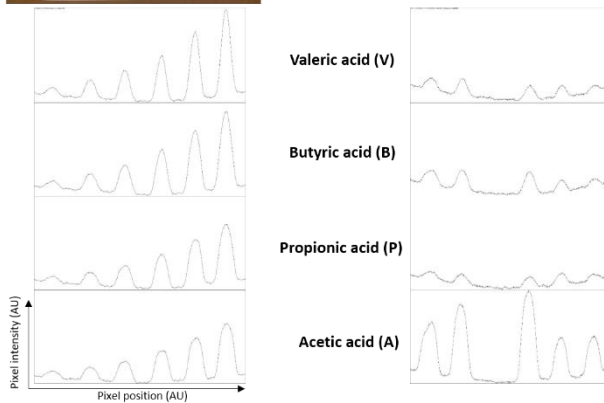 Valeric acid (V)
Butyric acid (B)
Propionic acid (P)
Acetic acid (A)
Pixel intensity (AU)
Pixel position (AU)